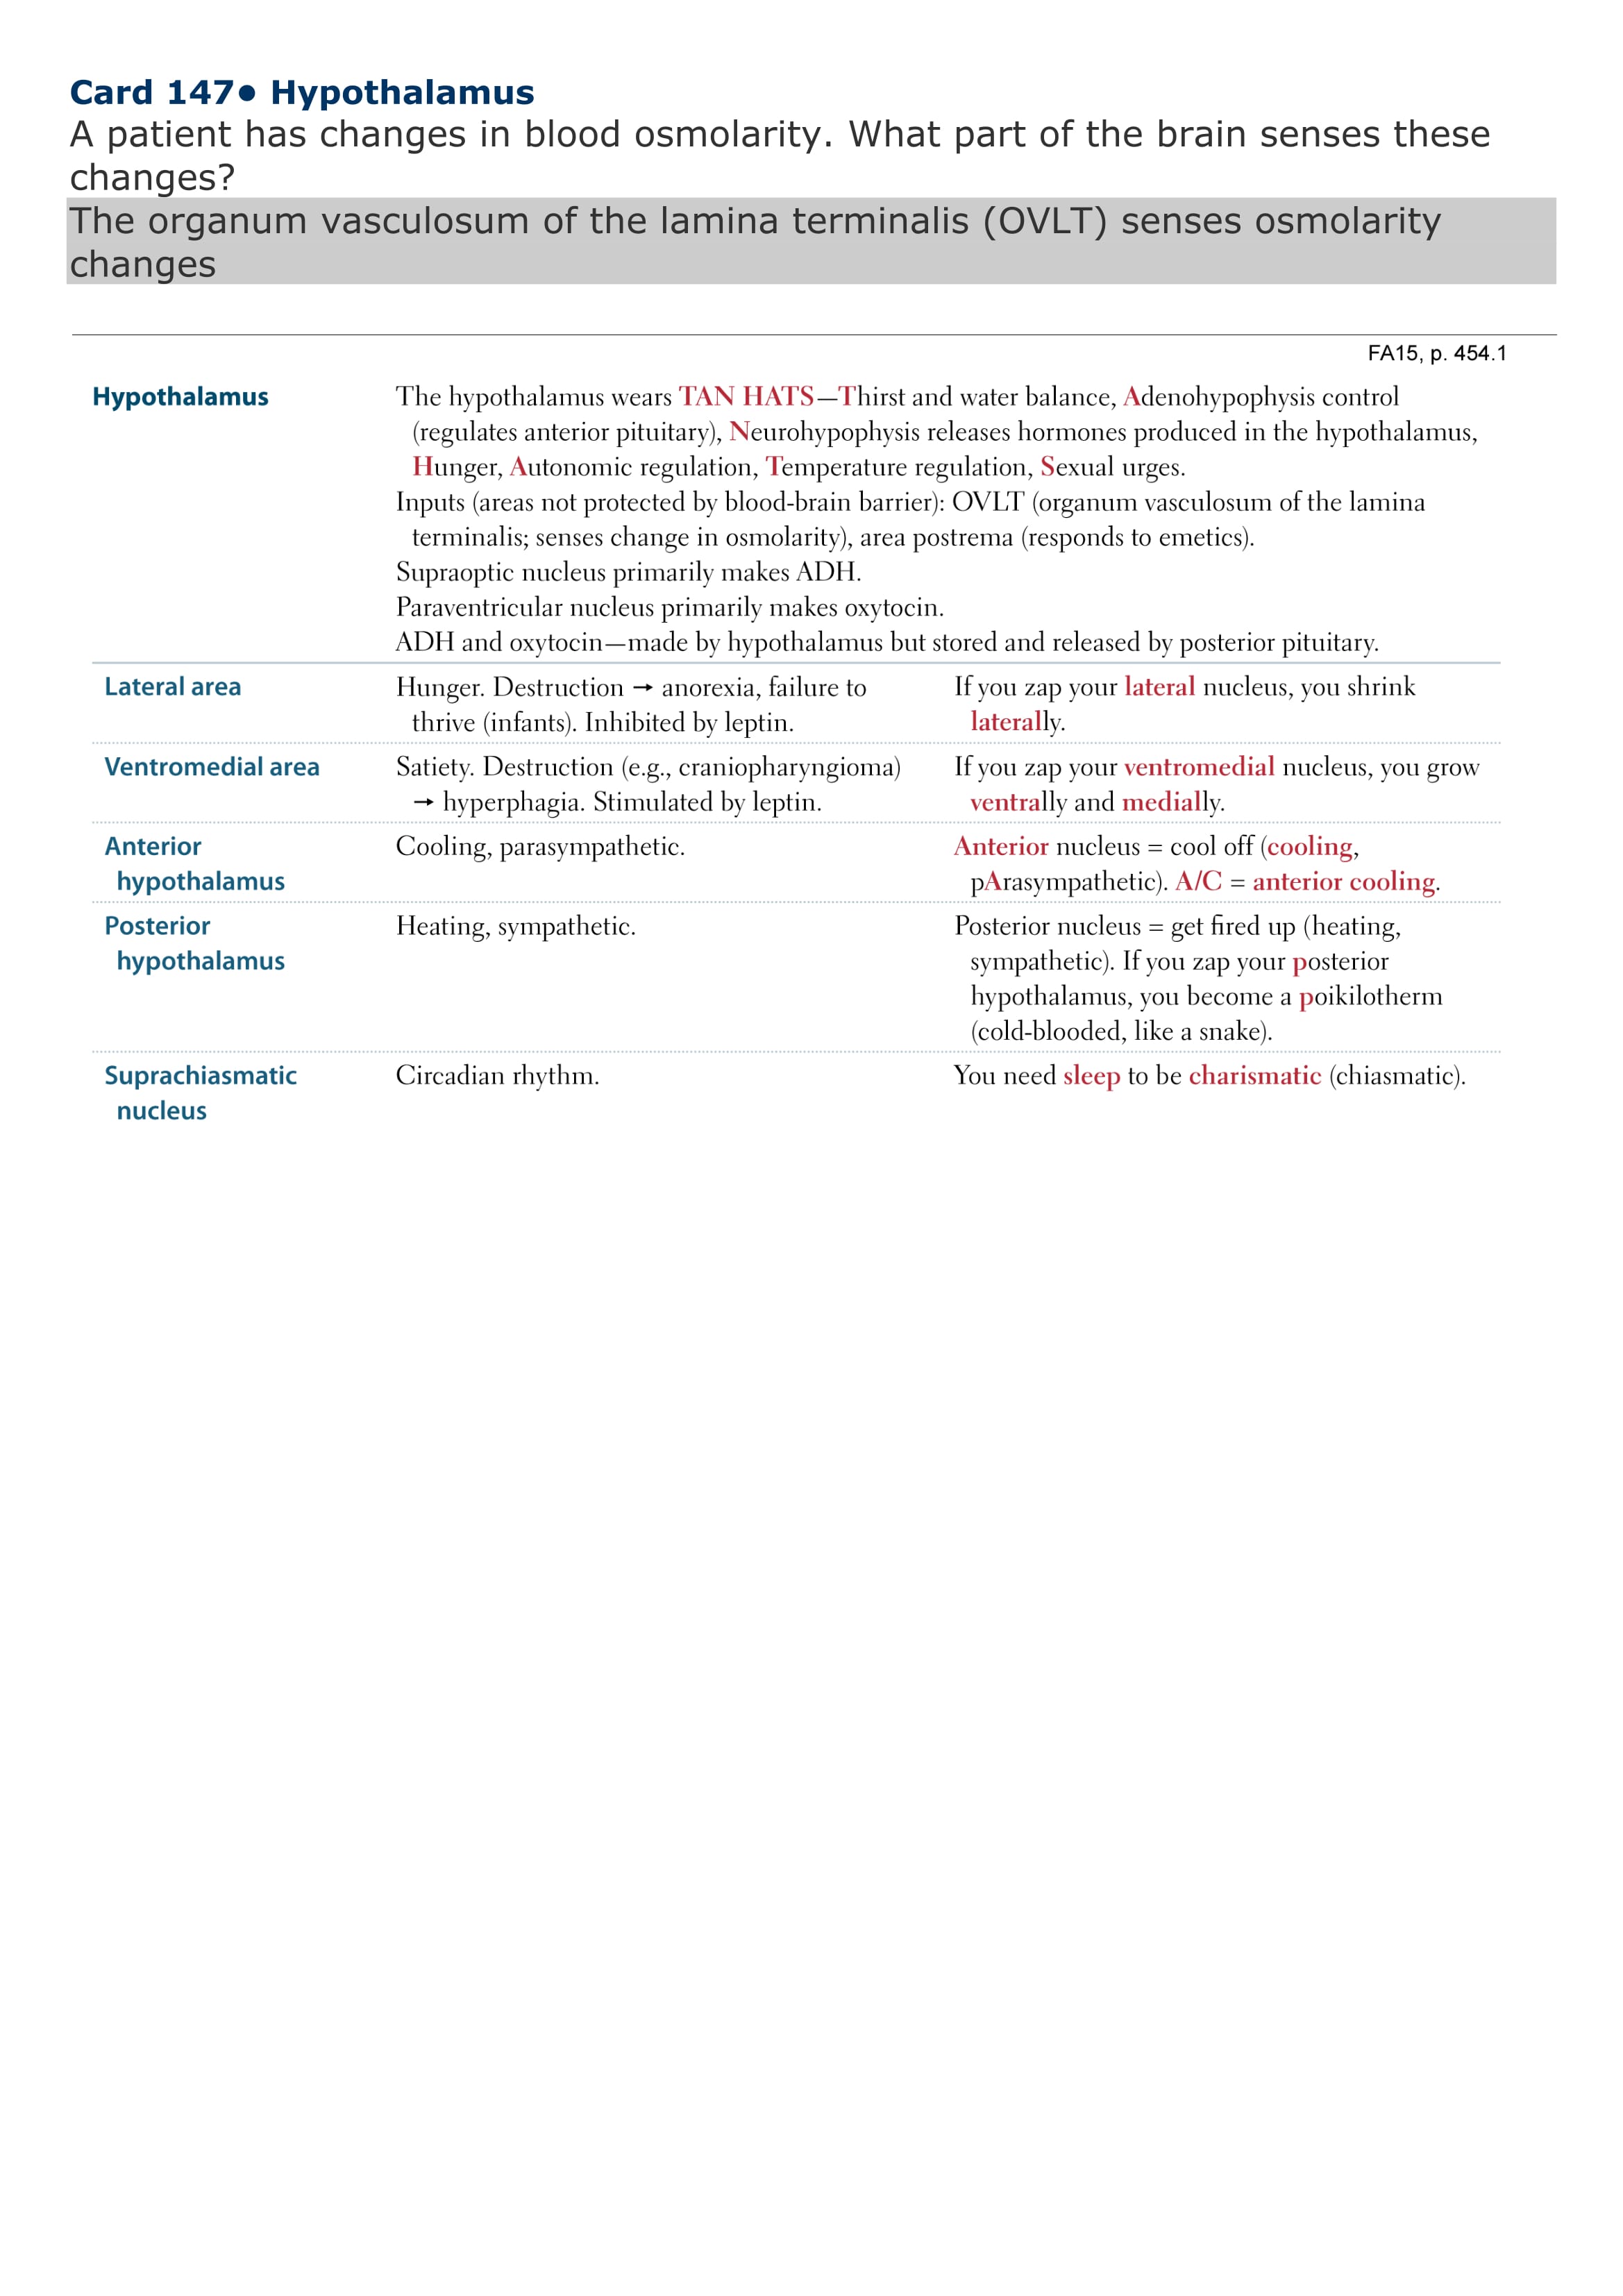 Card 147• Hypothalamus
A patient has changes in blood osmolarity. What part of the brain senses these
changes?
The organum vasculosum of the lamina terminalis (OVLT) senses osmolarity
changes
FA15, p. 454.1
Hypothalamus
The hypothalamus wears TAN HATS—Thirst and water balance, Adenohypophysis control
(regulates anterior pituitary), Neurohypophysis releases hormones produced in the hypothalamus,
Hunger, Autonomic regulation, Temperature regulation, Sexual urges.
Inputs (areas not protected by blood-brain barrier): OVLT (organum vasculosum of the lamina
terminalis; senses change in osmolarity), area postrema (responds to emetics).
Supraoptic nucleus primarily makes ADH.
Paraventricular nucleus primarily makes oxytocin.
ADH and oxytocin—made by hypothalamus but stored and released by posterior pituitary.
Lateral area
Hunger. Destruction → anorexia, failure to
thrive (infants). Inhibited by leptin.
If you zap your lateral nucleus, you shrink
laterally.
Ventromedial area
Satiety. Destruction (e.g., craniopharyngioma)
→ hyperphagia. Stimulated by leptin.
If you zap your ventromedial nucleus, you grow
ventrally and medially.
Anterior
hypothalamus
Cooling, parasympathetic.
Anterior nucleus = cool off (cooling,
pArasympathetic). A/C = anterior cooling.
Posterior
hypothalamus
Heating, sympathetic.
Posterior nucleus = get fired up (heating,
sympathetic). If you zap your posterior
hypothalamus, you become a poikilotherm
(cold-blooded, like a snake).
Suprachiasmatic
nucleus
Circadian rhythm.
You need sleep to be charismatic (chiasmatic).